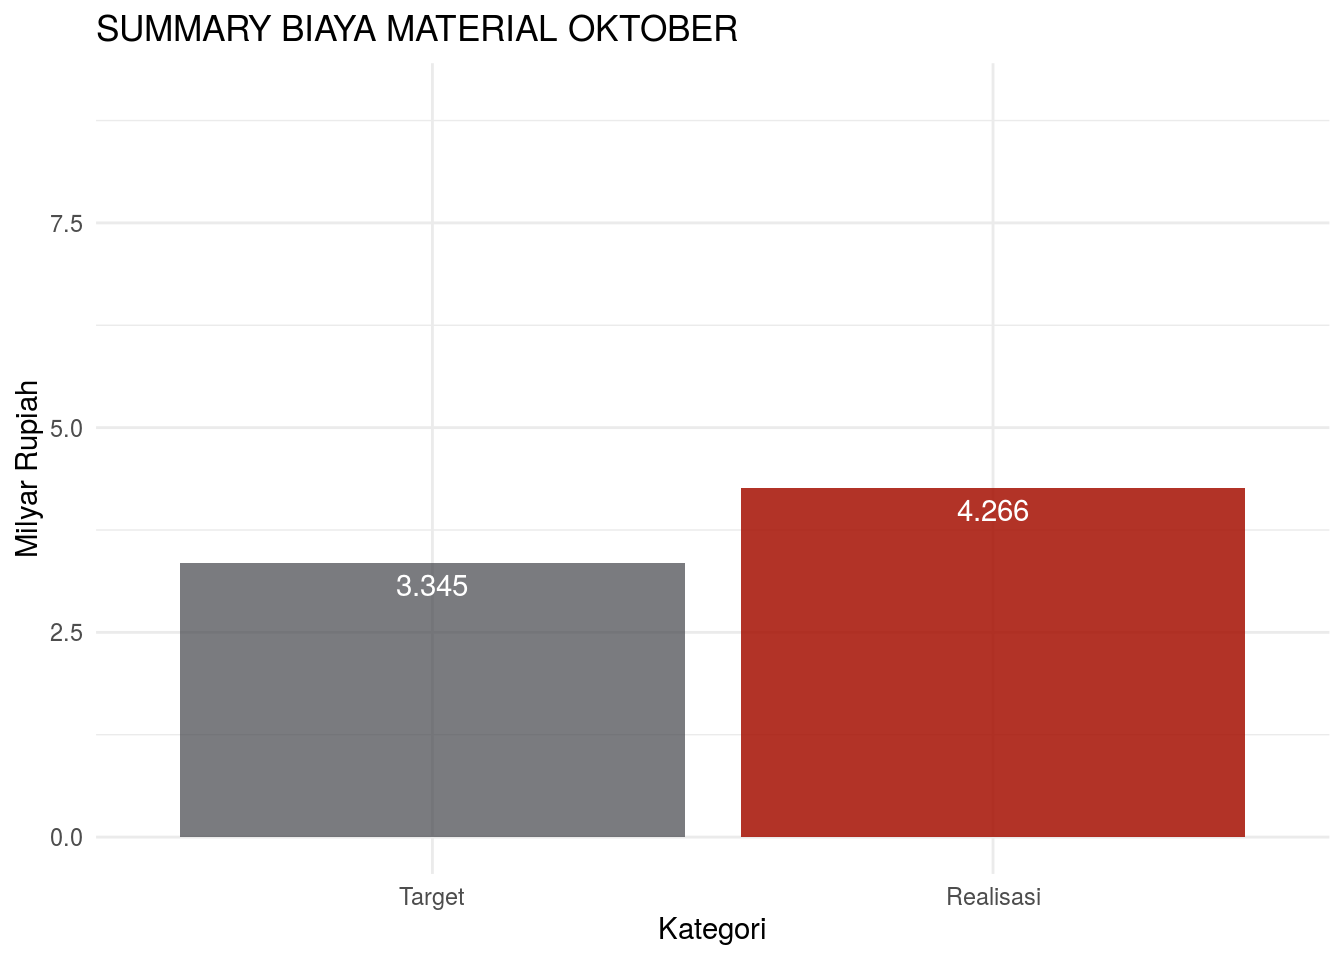 SUMMARY BIAYA MATERIAL OKTOBER
Milyar Rupiah
7.5
5.0
2.5
0.0
3.345
4.266
Target
Realisasi
Kategori